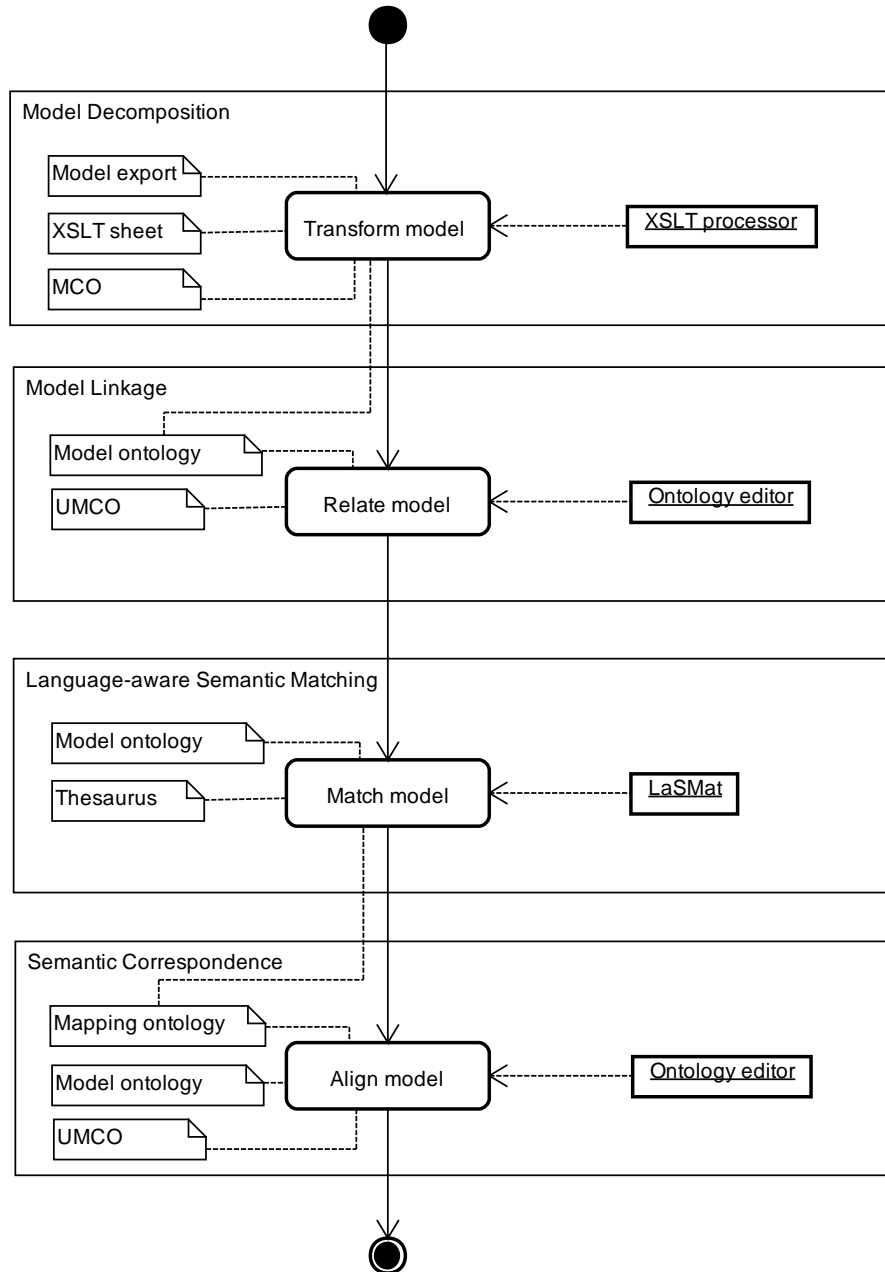 Model Decomposition
Model export
XSLT sheet
Transform model
XSLT processor
MCO
Model Linkage
Model ontology
UMCO
Relate model
Ontology editor
Language-aware Semantic Matching
Model ontology
Thesaurus
Match model
LaSMat
Semantic Correspondence
Mapping ontology
Model ontology
Align model
Ontology editor
UMCO